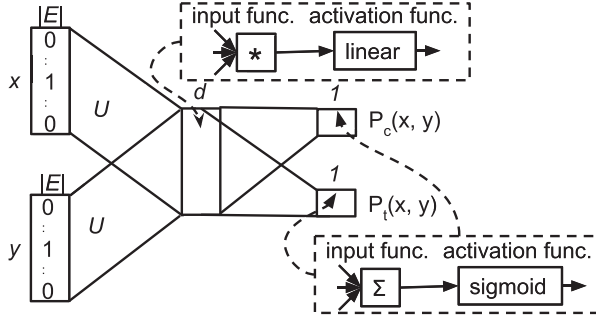 |E|
input func. activation func.
0
:
1
:
0
x
U
*
linear
d
1
P_c(x, y)
|E|
0
:
1
:
0
y
U
1
P_t(x, y)
input func. activation func.
Σ
sigmoid